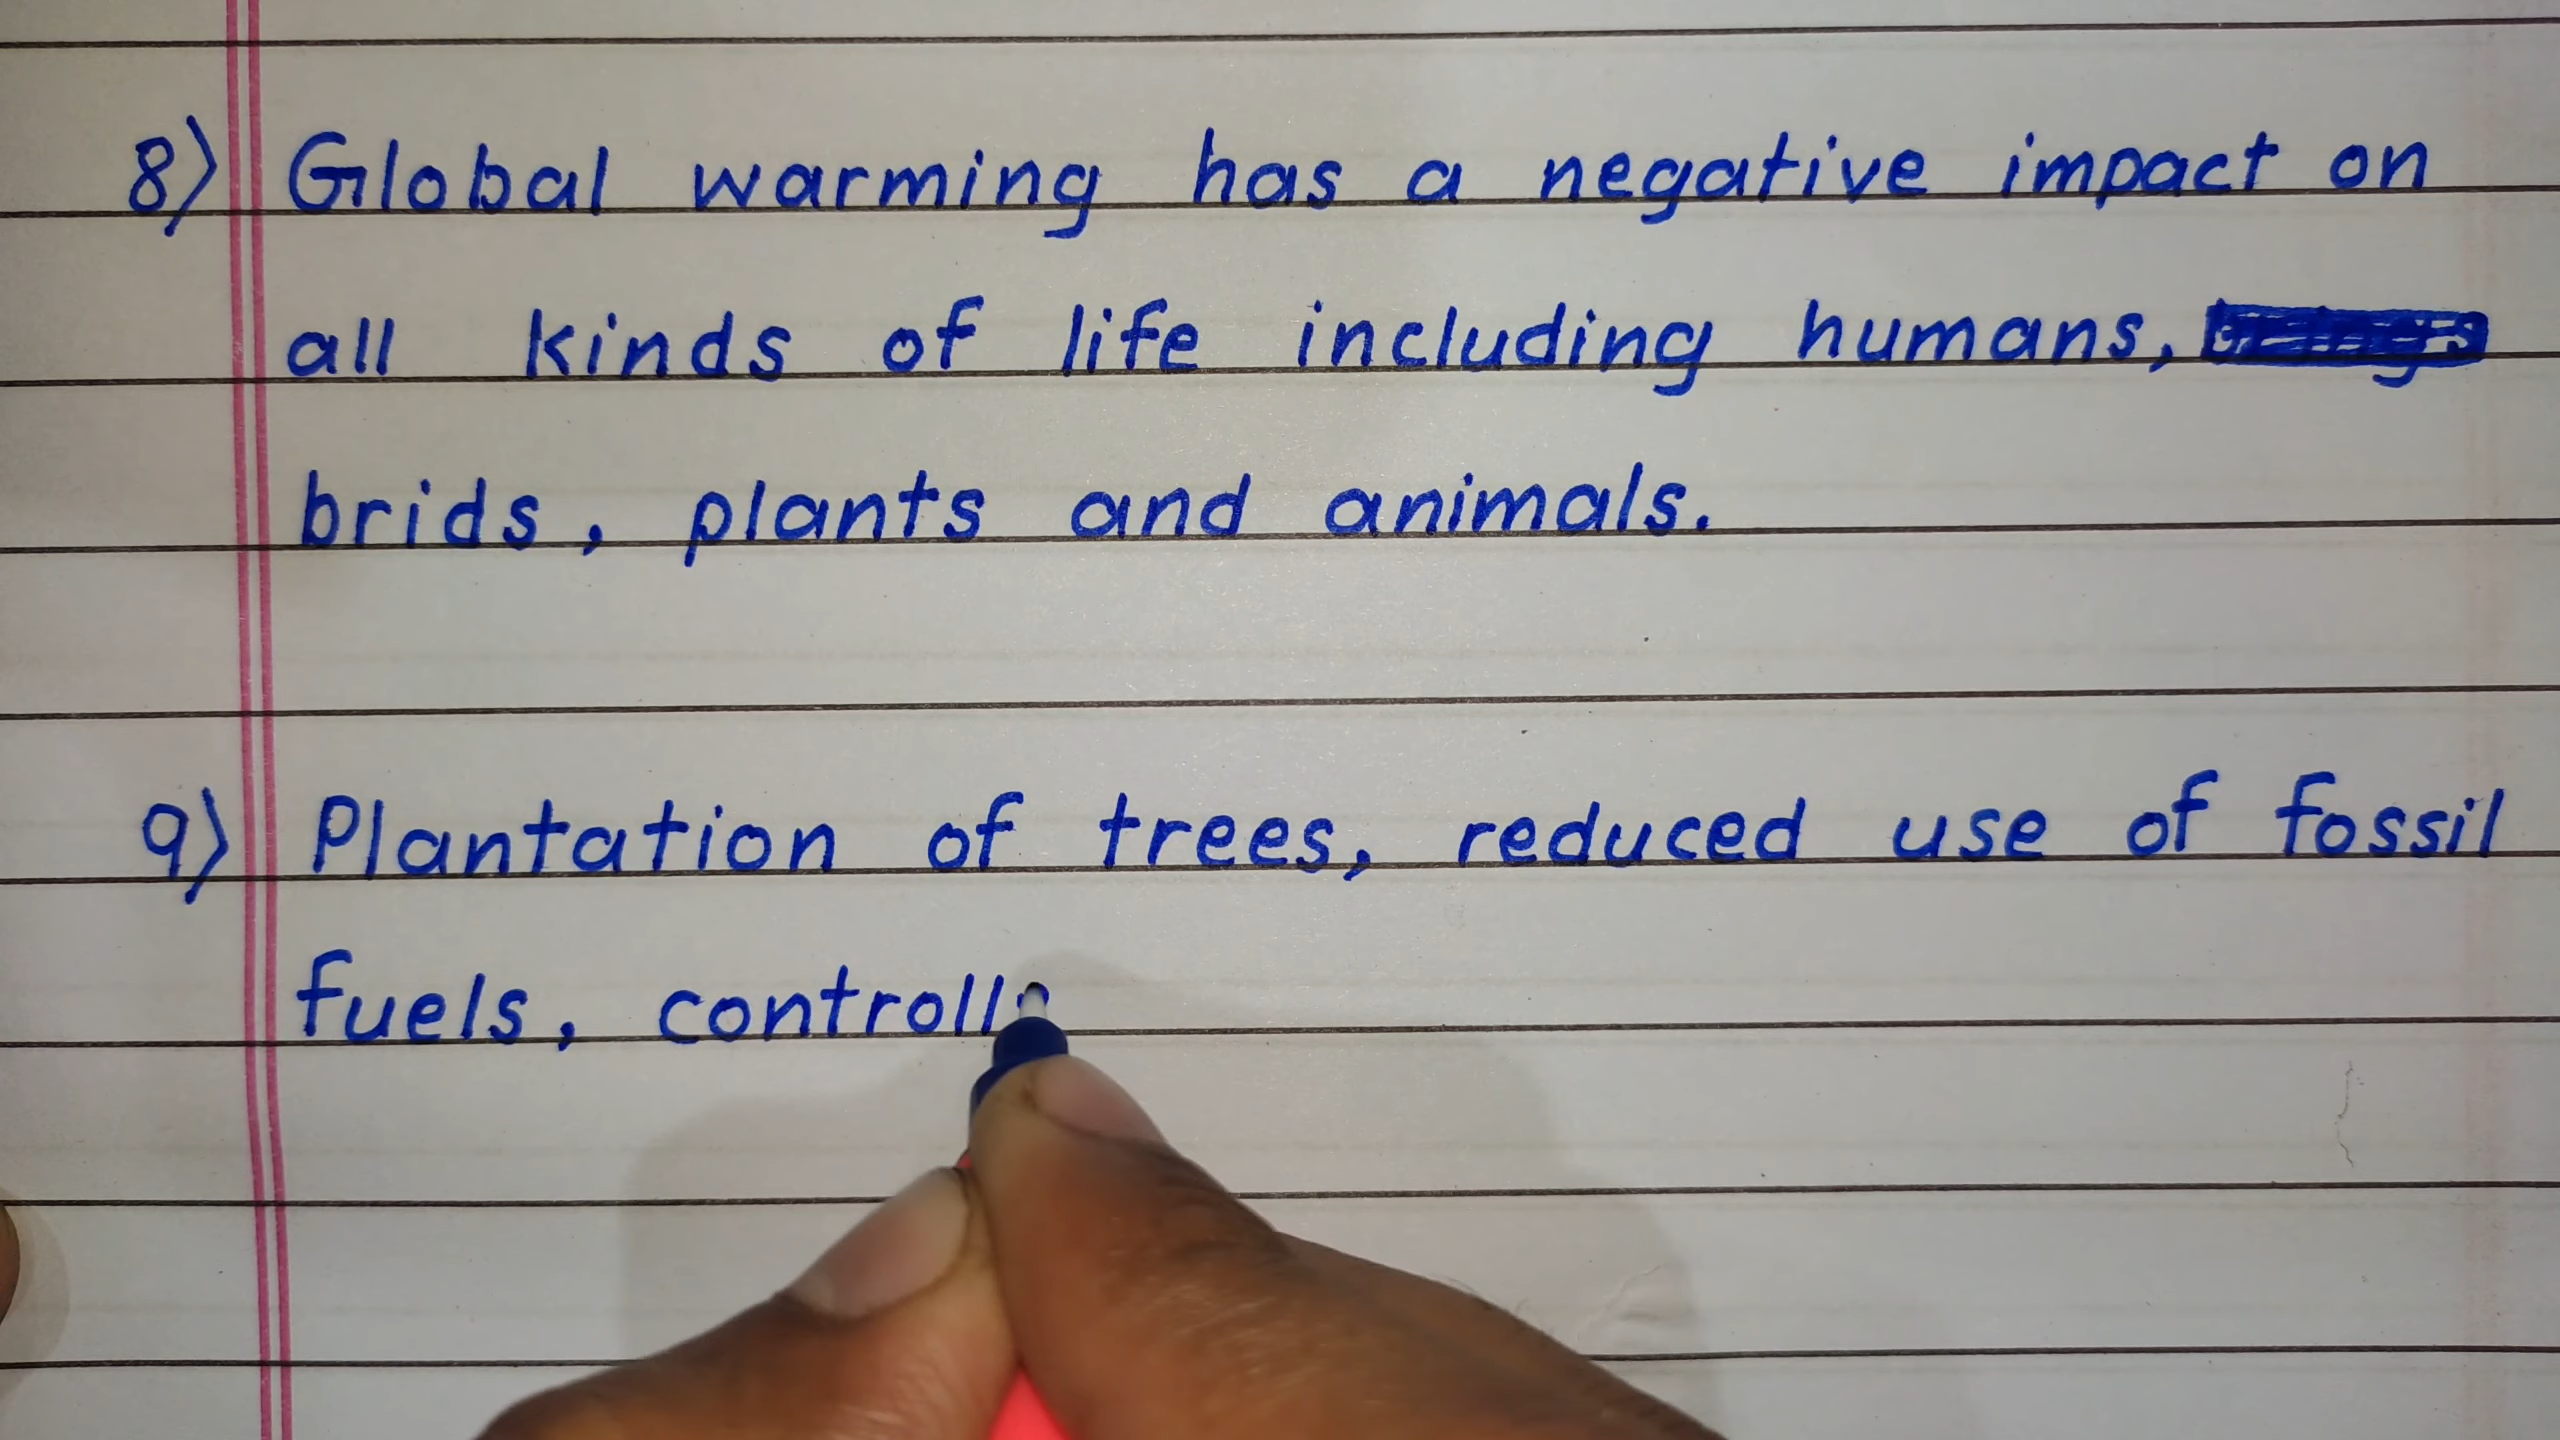 8) Global warming has a negative impact on
all kinds of life including humans,
brids, plants and animals.
9) Plantation of trees, reduced use of fossil
fuels, controll